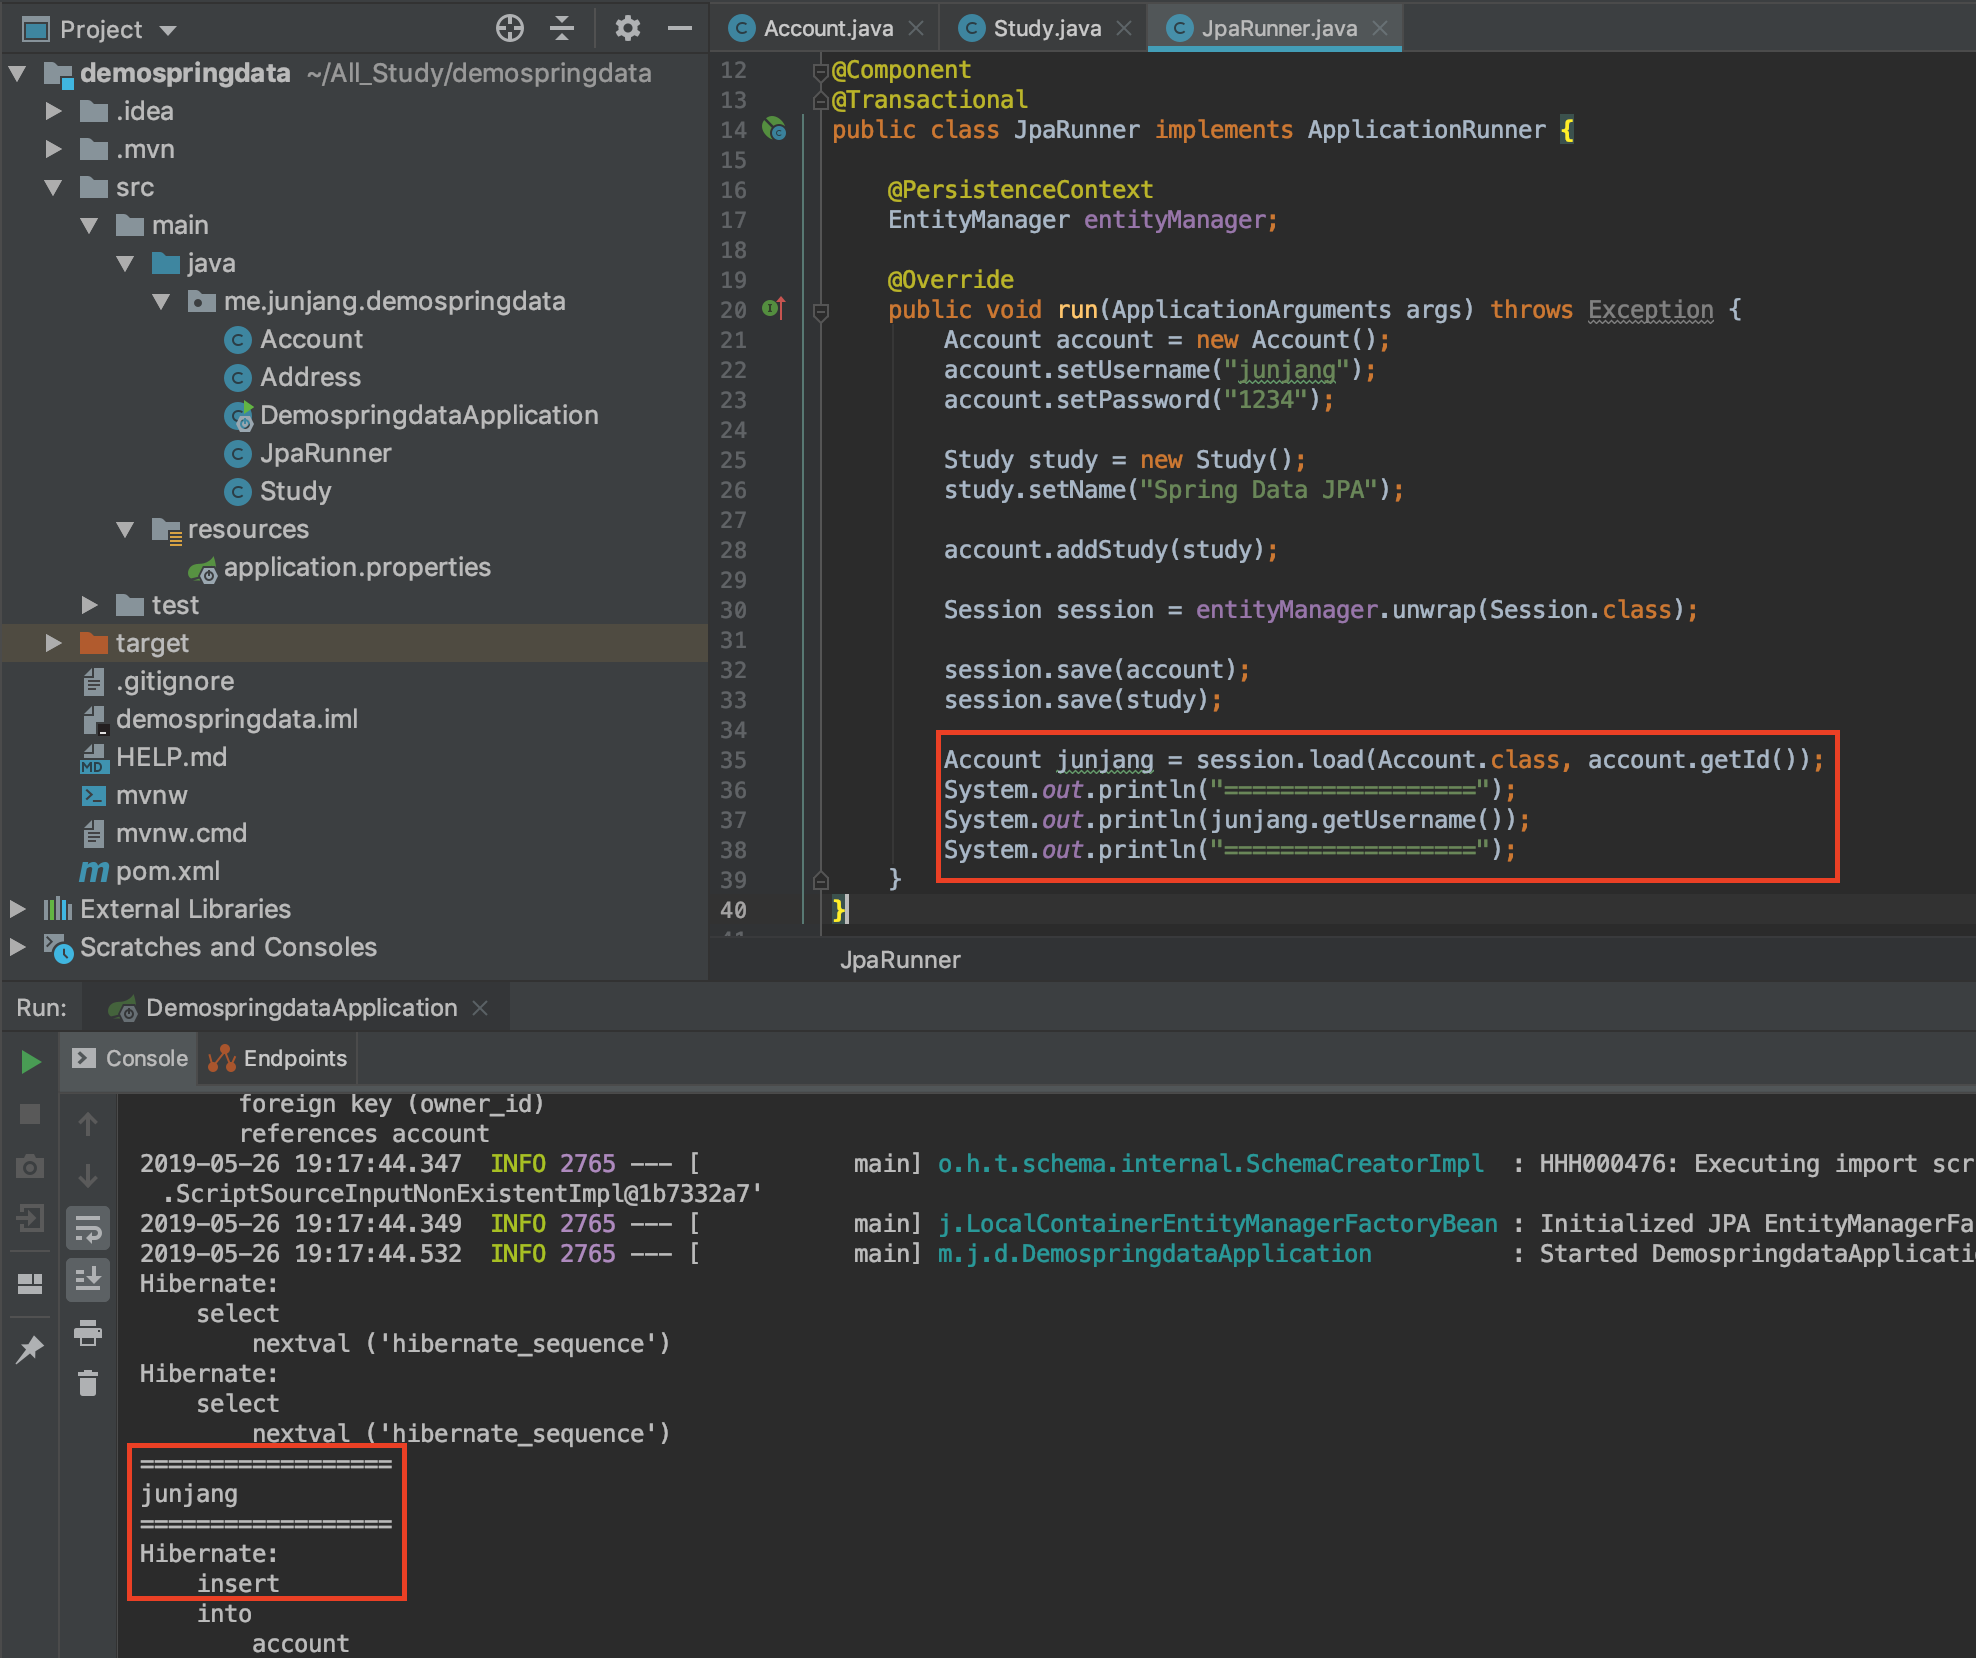 Project
demospringdata ~/All_Study/demospringdata
.idea
.mvn
src
main
java
me.junjang.demospringdata
Account
Address
DemospringdataApplication
JpaRunner
Study
resources
application.properties
test
target
.gitignore
demospringdata.iml
HELP.md
mvnw
mvnw.cmd
pom.xml
External Libraries
Scratches and Consoles
Account.java
Study.java
JpaRunner.java
12 @Component
13 @Transactional
14 public class JpaRunner implements ApplicationRunner {
15
16 @PersistenceContext
17 EntityManager entityManager;
18
19 @Override
20 public void run(ApplicationArguments args) throws Exception {
21 Account account = new Account();
22 account.setUsername("junjang");
23 account.setPassword("1234");
24
25 Study study = new Study();
26 study.setName("Spring Data JPA");
27
28 account.addStudy(study);
29
30 Session session = entityManager.unwrap(Session.class);
31
32 session.save(account);
33 session.save(study);
34
35 Account junjang = session.load(Account.class, account.getId());
36 System.out.println("==================");
37 System.out.println(junjang.getUsername());
38 System.out.println("==================");
39 }
40 }
JpaRunner
Run: DemospringdataApplication
Console
Endpoints
foreign key (owner_id)
references account
2019-05-26 19:17:44.347 INFO 2765 --- [ main] o.h.t.schema.internal.SchemaCreatorImpl : HHH000476: Executing import scr
.ScriptSourceInputNonExistentImpl@1b7332a7'
2019-05-26 19:17:44.349 INFO 2765 --- [ main] j.LocalContainerEntityManagerFactoryBean : Initialized JPA EntityManagerFa
2019-05-26 19:17:44.532 INFO 2765 --- [ main] m.j.d.DemospringdataApplication : Started DemospringdataApplicati
Hibernate:
select
nextval ('hibernate_sequence')
Hibernate:
select
nextval ('hibernate_sequence')
==================
junjang
==================
Hibernate:
insert
into
account